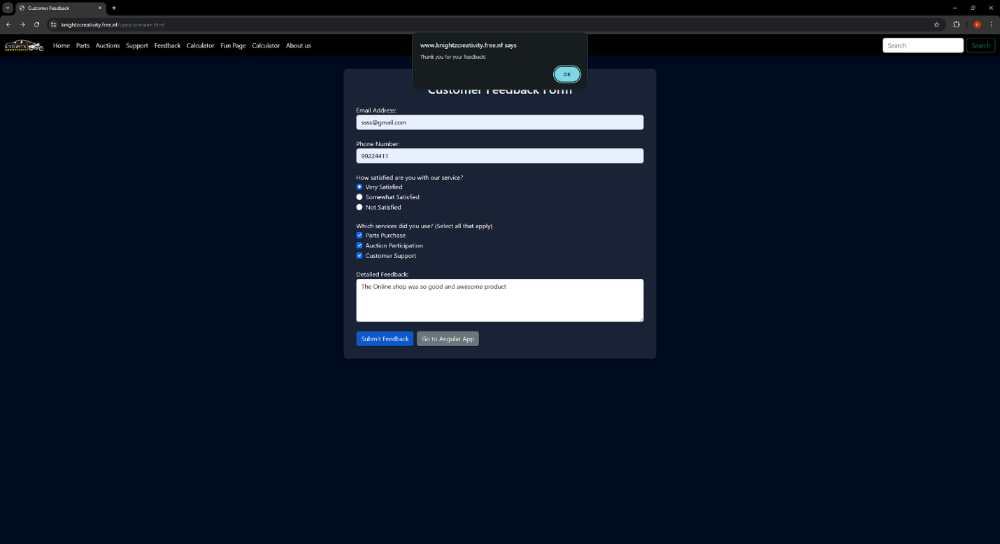 Customer Feedback
knightzcreativity.free.nf/questionnaire.html
H
KNIGHTS
CREATIVITY
Home Parts Auctions Support Feedback Calculator Fun Page Calculator About us
Search
Search
www.knightzcreativity.free.nf says
Thank you for your feedback!
OK
Customer Feedback Form
Email Address:
ssss@gmail.com
Phone Number:
99224411
How satisfied are you with our service?
Very Satisfied
Somewhat Satisfied
Not Satisfied
Which services did you use? (Select all that apply)
Parts Purchase
Auction Participation
Customer Support
Detailed Feedback:
The Online shop was so good and awesome product
Submit Feedback Go to Angular App